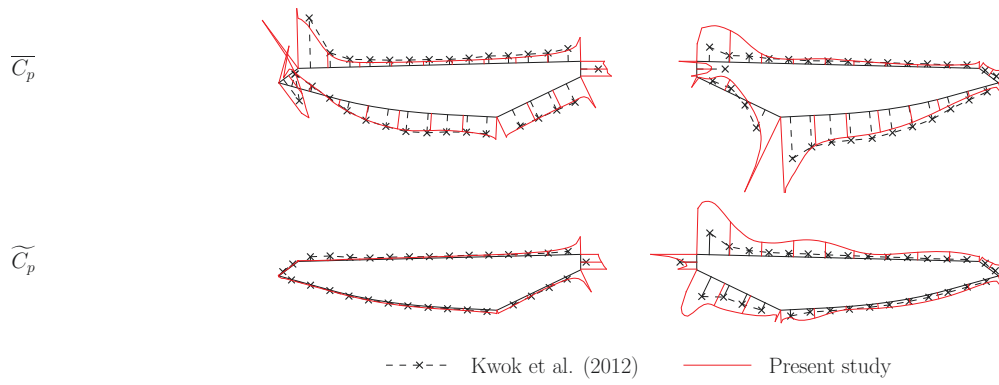 $\overline{C_p}$
$\widetilde{C_p}$
Kwok et al. (2012) Present study